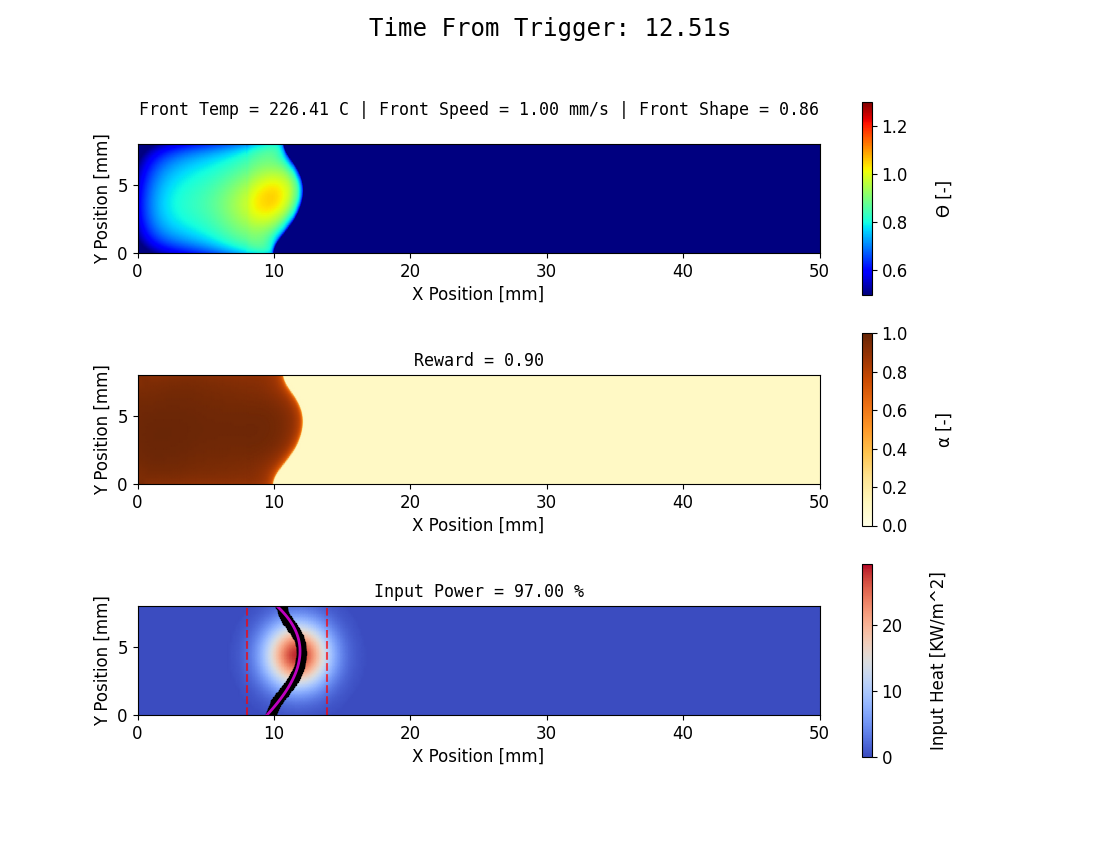 Time From Trigger: 12.51s
Front Temp = 226.41 C | Front Speed = 1.00 mm/s | Front Shape = 0.86
Y Position [mm]
5
0
0 10 20 30 40 50
X Position [mm]
1.2
1.0
0.8
0.6
Θ [-]
Reward = 0.90
Y Position [mm]
5
0
0 10 20 30 40 50
X Position [mm]
1.0
0.8
0.6
0.4
0.2
0.0
α [-]
Input Power = 97.00 %
Y Position [mm]
5
0
0 10 20 30 40 50
X Position [mm]
20
10
0
Input Heat [KW/m^2]